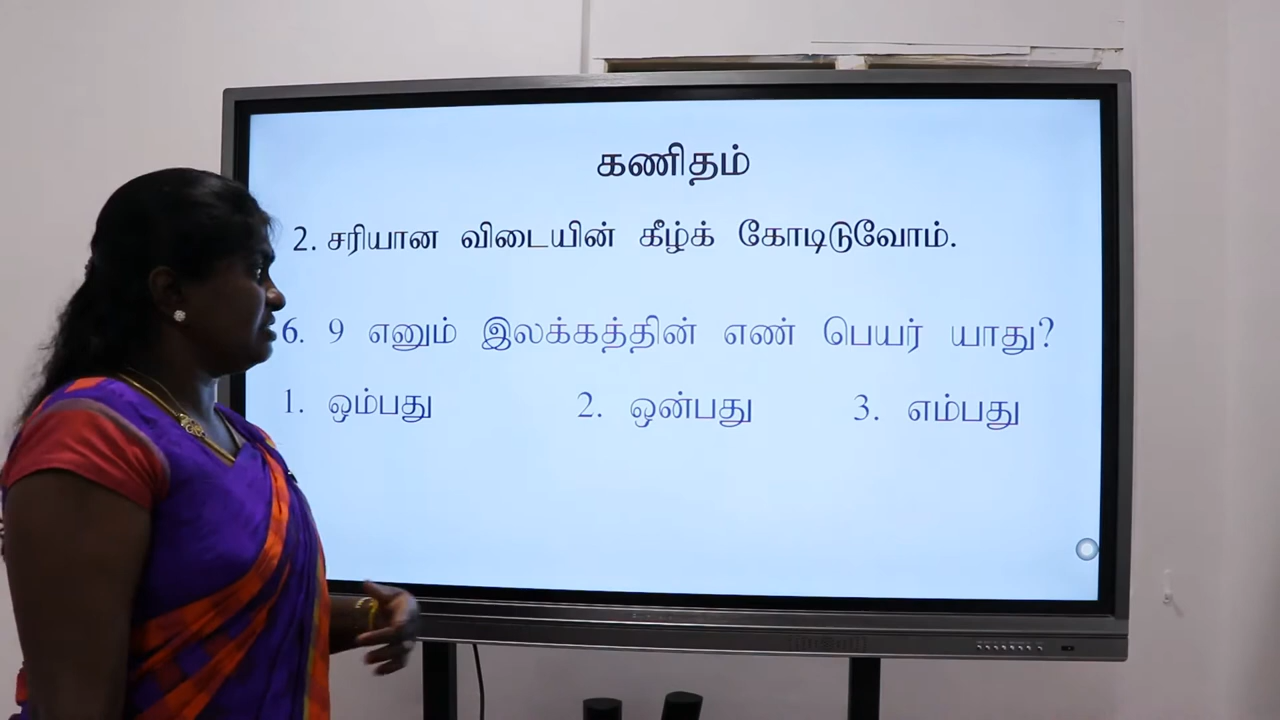 கணிதம்
2. சரியான விடையின் கீழ்க் கோடிடுவோம்.
6. 9 எனும் இலக்கத்தின் எண் பெயர் யாது?
1. ஒம்பது 2. ஒன்பது 3. எம்பது